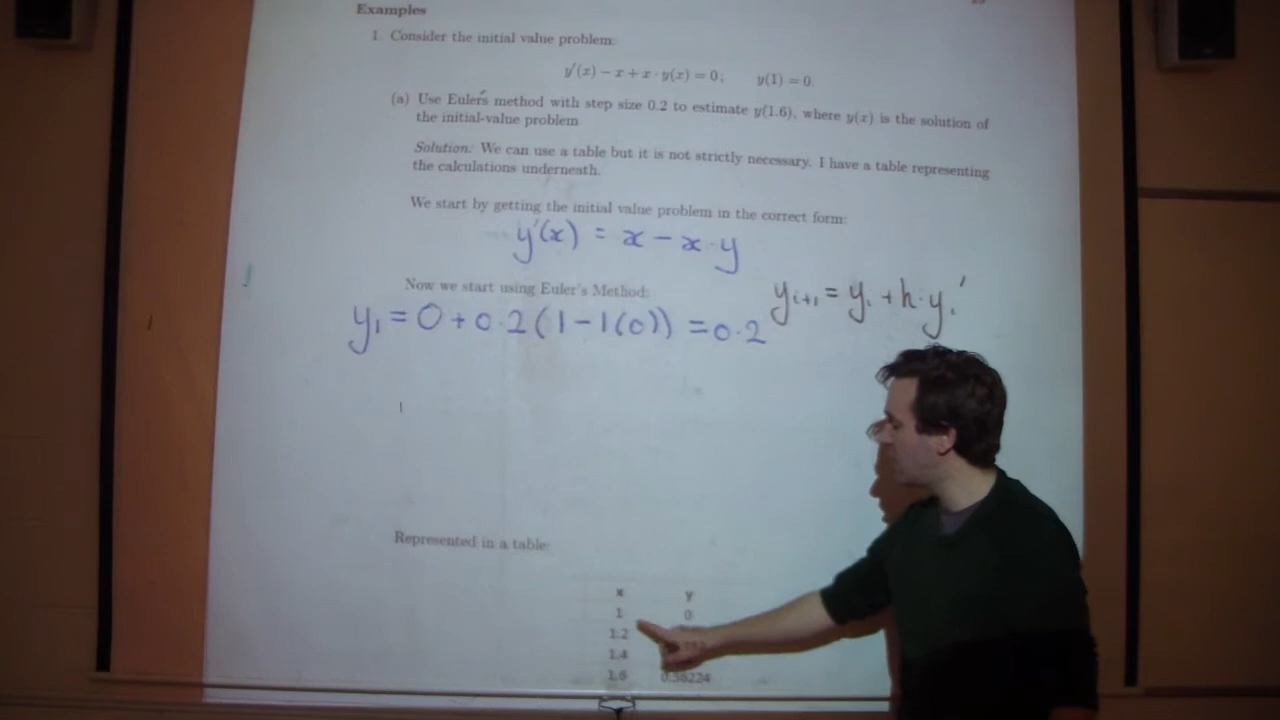 Examples
1. Consider the initial value problem:
y'(x) − x + x · y(x) = 0,    y(1) = 0.
(a) Use Euler's method with step size 0.2 to estimate y(1.6), where y(x) is the solution of
the initial-value problem
Solution: We can use a table but it is not strictly necessary. I have a table representing
the calculations underneath.
We start by getting the initial value problem in the correct form:
y'(x) = x − x · y
Now we start using Euler's Method:
yᵢ₊₁ = yᵢ + h · yᵢ'
y₁ = 0 + 0.2(1 − 1(0)) = 0.2
Represented in a table:
x y
1 0
1.2
1.4
1.6